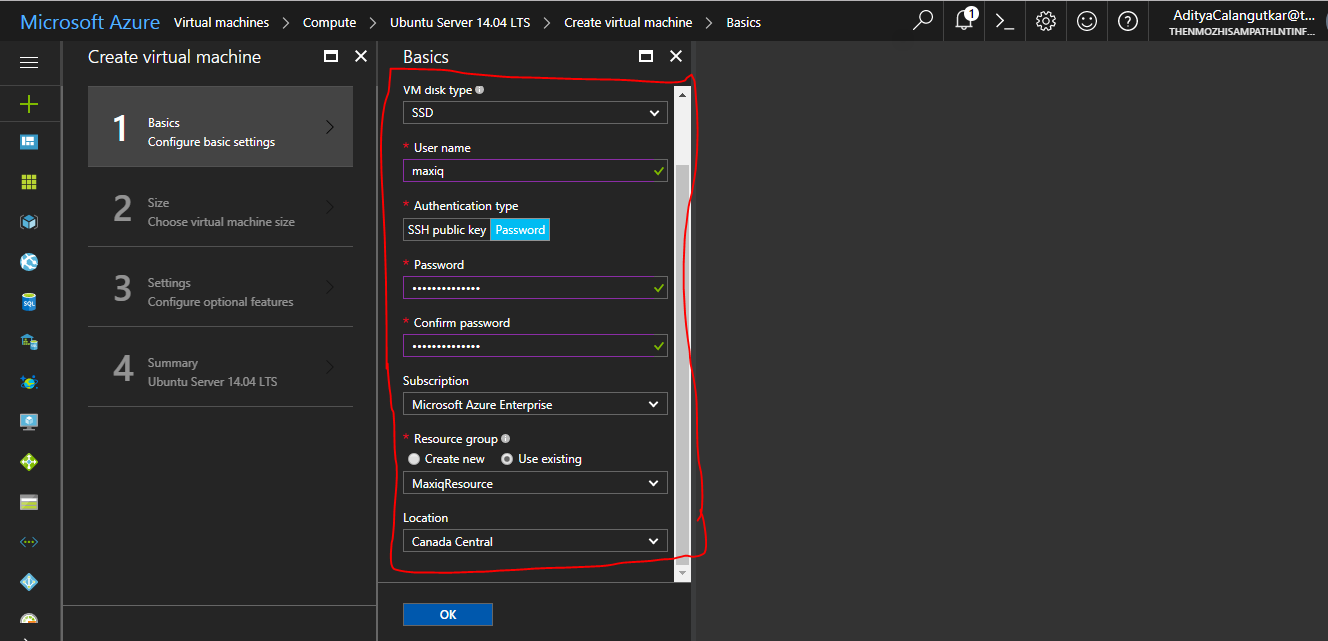 Microsoft Azure Virtual machines > Compute > Ubuntu Server 14.04 LTS > Create virtual machine > Basics
1
AdityaCalangutkar@t...
THENMOZHISAMPATHLNTINF...
Create virtual machine
1
Basics
Configure basic settings
2
Size
Choose virtual machine size
3
Settings
Configure optional features
4
Summary
Ubuntu Server 14.04 LTS
Basics
VM disk type
SSD
* User name
maxiq
* Authentication type
SSH public key Password
* Password
••••••••••••••
* Confirm password
••••••••••••••
Subscription
Microsoft Azure Enterprise
* Resource group
Create new Use existing
MaxiqResource
Location
Canada Central
OK